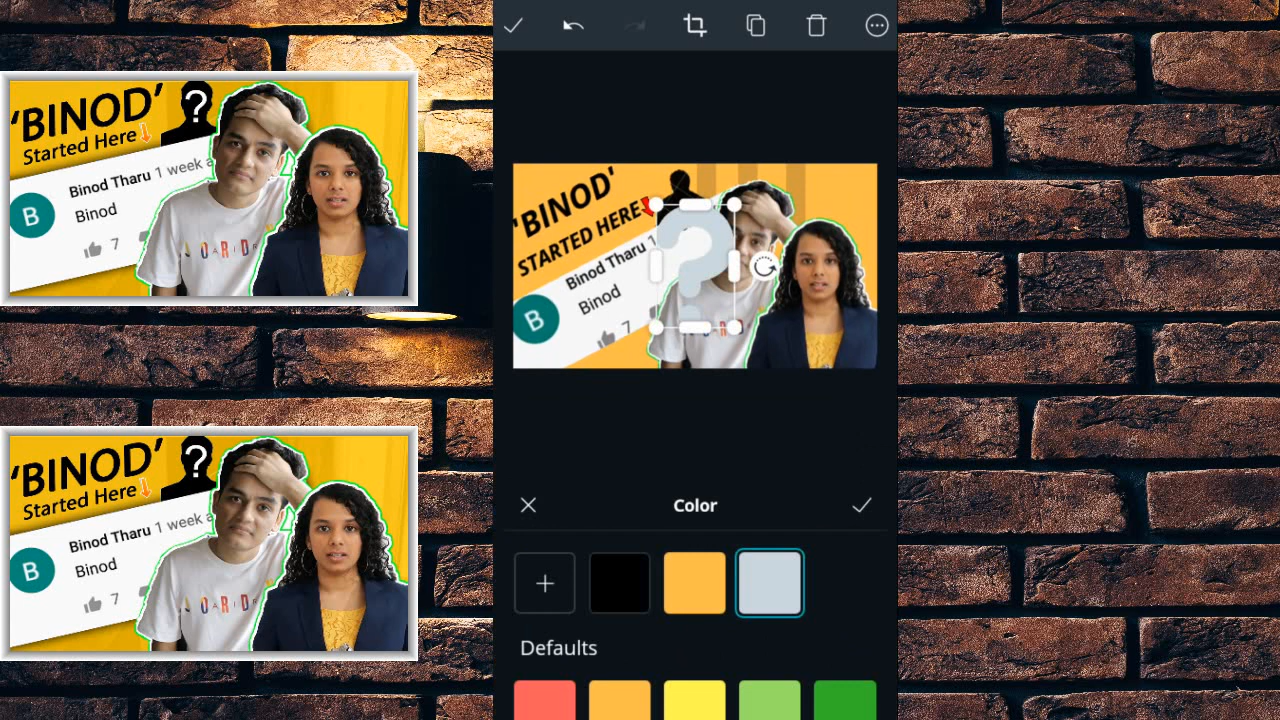 'BINOD'
?
Started Here
Binod Tharu 1 week a
B
Binod
7
'BINOD'
?
Started Here
Binod Tharu 1 week a
B
Binod
7
'BINOD'
STARTED HERE
Binod Tharu 1
B
Binod
7
?
Color
Defaults